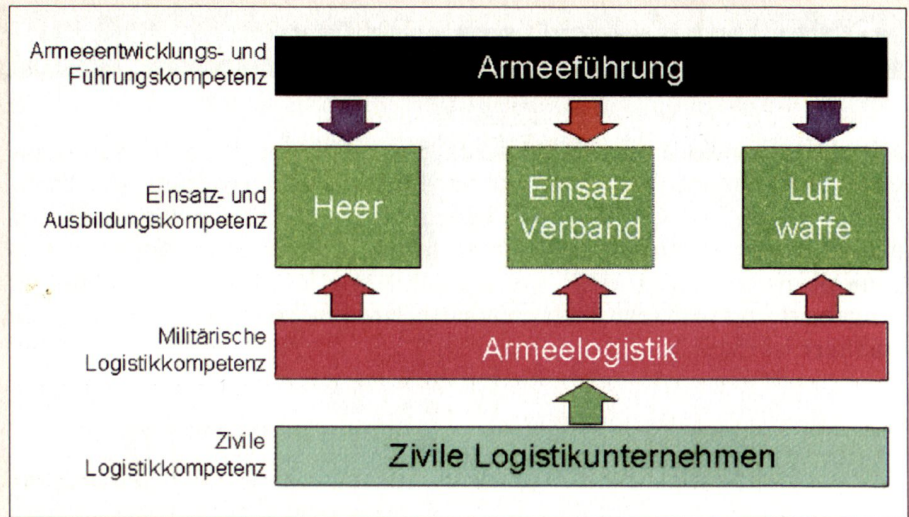 Armeeentwicklungs- und
Führungskompetenz
Armeeführung
Einsatz- und
Ausbildungskompetenz
Heer
Einsatz
Verband
Luft
waffe
Militärische
Logistikkompetenz
Armeelogistik
Zivile
Logistikkompetenz
Zivile Logistikunternehmen